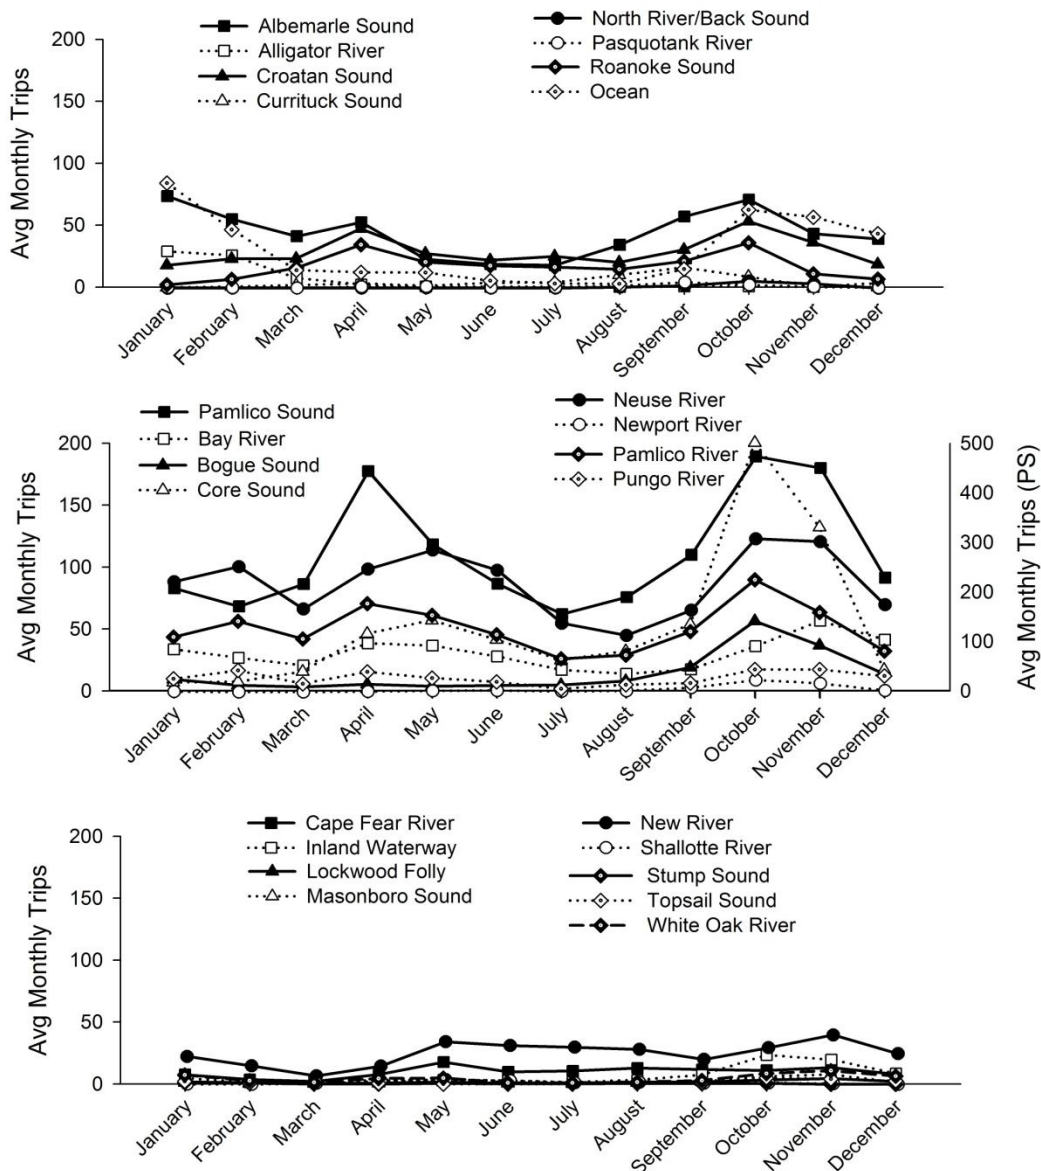 Albemarle Sound
Alligator River
Croatan Sound
Currituck Sound
North River/Back Sound
Pasquotank River
Roanoke Sound
Ocean
Avg Monthly Trips
200
150
100
50
0
January
February
March
April
May
June
July
August
September
October
November
December
Pamlico Sound
Bay River
Bogue Sound
Core Sound
Neuse River
Newport River
Pamlico River
Pungo River
Avg Monthly Trips
200
150
100
50
0
500
400
300
200
100
0
Avg Monthly Trips (PS)
January
February
March
April
May
June
July
August
September
October
November
December
Cape Fear River
Inland Waterway
Lockwood Folly
Masonboro Sound
New River
Shallotte River
Stump Sound
Topsail Sound
White Oak River
Avg Monthly Trips
200
150
100
50
0
January
February
March
April
May
June
July
August
September
October
November
December